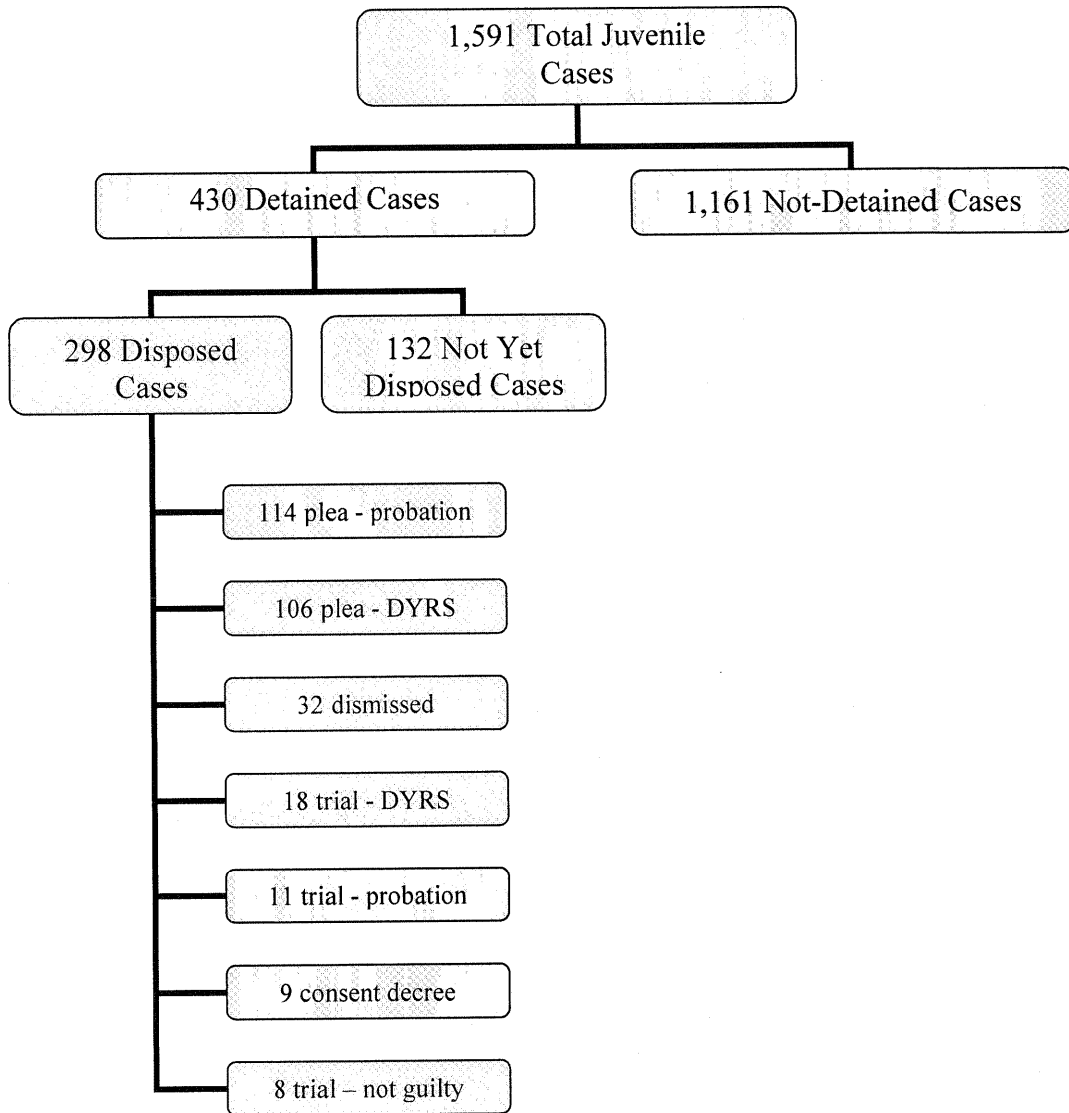 1,591 Total Juvenile
Cases
430 Detained Cases
1,161 Not-Detained Cases
298 Disposed
Cases
132 Not Yet
Disposed Cases
114 plea - probation
106 plea - DYRS
32 dismissed
18 trial - DYRS
11 trial - probation
9 consent decree
8 trial – not guilty